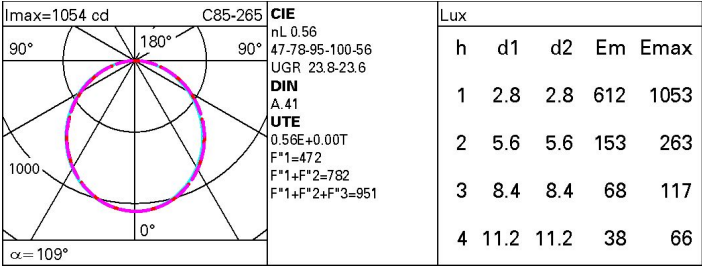 Imax=1054 cd C85-265
90° 180° 90°
1000
0°
α=109°
CIE
nL 0.56
47-78-95-100-56
UGR 23.8-23.6
DIN
A.41
UTE
0.56E+0.00T
F"1=472
F"1+F"2=782
F"1+F"2+F"3=951
Lux
h d1 d2 Em Emax
1 2.8 2.8 612 1053
2 5.6 5.6 153 263
3 8.4 8.4 68 117
4 11.2 11.2 38 66